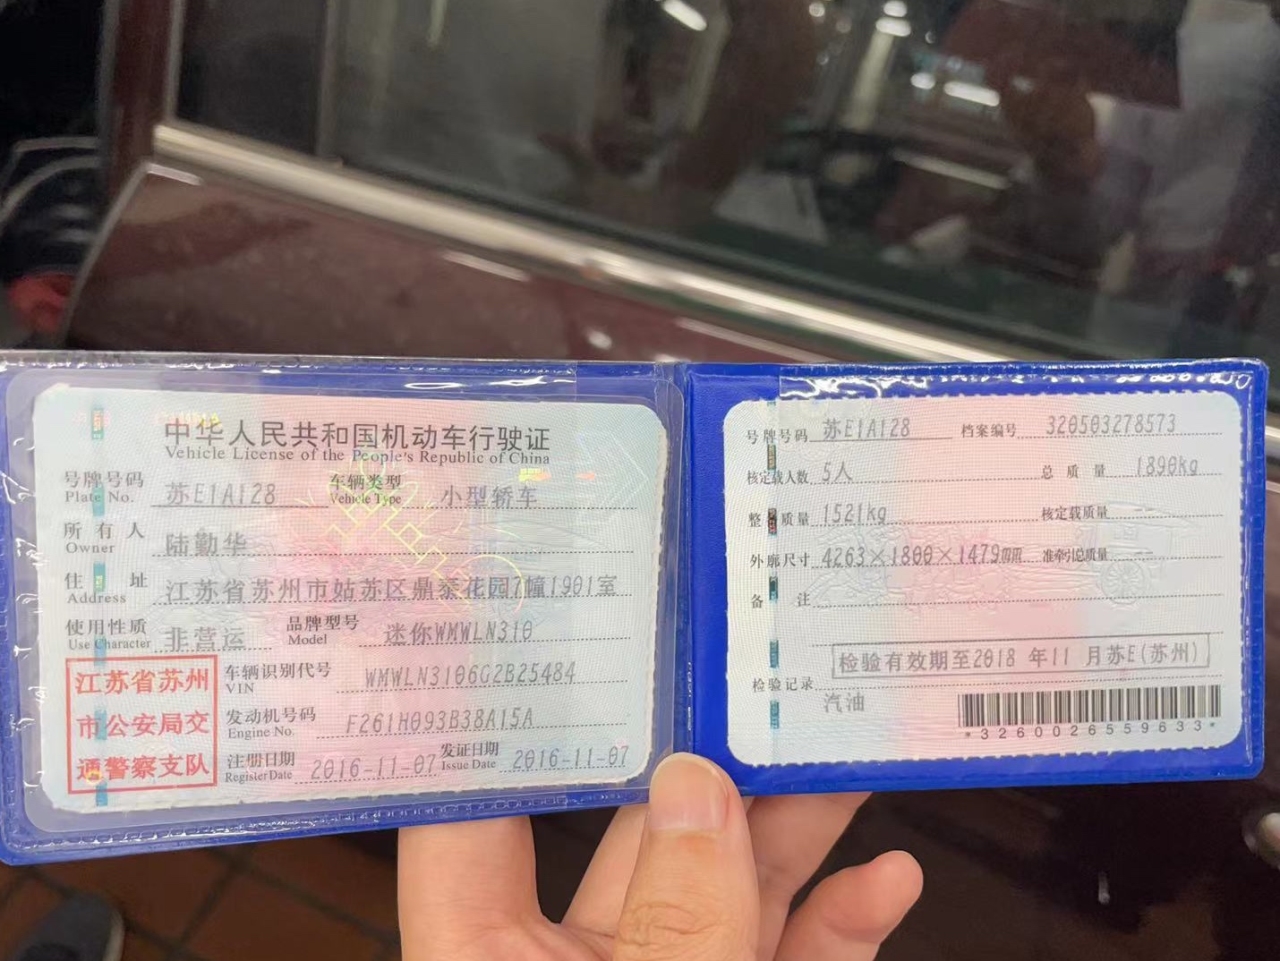 中华人民共和国机动车行驶证
Vehicle License of the People's Republic of China
号牌号码 苏E1A128 车辆类型 小型轿车
Plate No. Vehicle Type
所有人 陆勤华
Owner
住址 江苏省苏州市姑苏区鼎泰花园7幢1901室
Address
使用性质 非营运 品牌型号 迷你WMWLN310
Use Character Model
江苏省苏州
市公安局交
通警察支队
车辆识别代号 WMWLN3106G2B25484
VIN
发动机号码 F261H093B38A15A
Engine No.
注册日期 2016-11-07 发证日期 2016-11-07
Register Date Issue Date
号牌号码 苏E1A128 档案编号 320503278573
核定载人数 5人 总质量 1890kg
整备质量 1521kg 核定载质量 --
外廓尺寸 4263×1800×1479mm 准牵引总质量 --
备注
检验有效期至2018 年11 月苏E(苏州)
检验记录
汽油
*3260026559633*